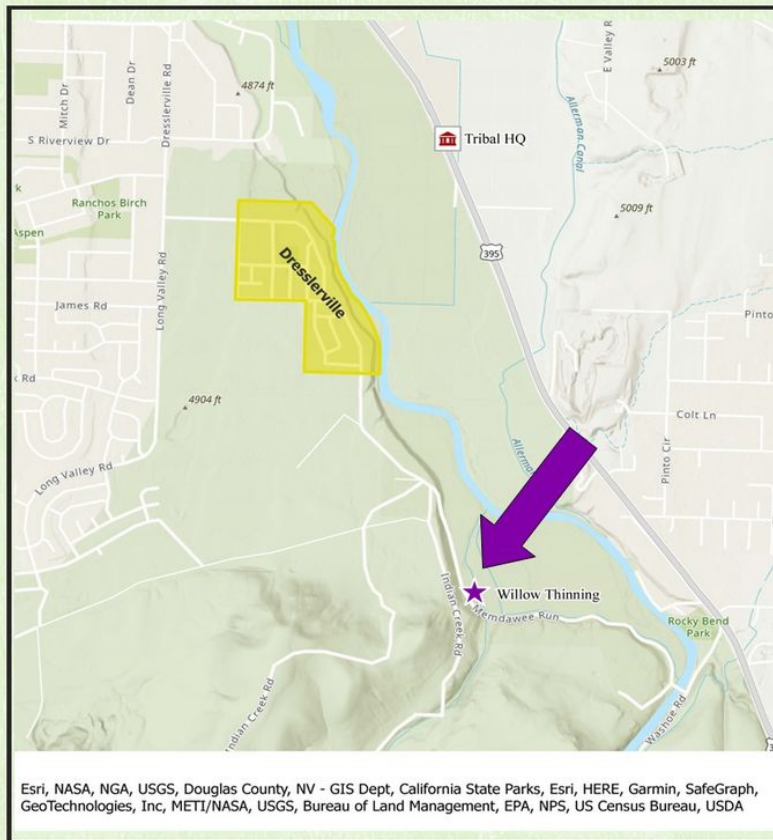 Mitch Dr
Dean Dr
Dresslerville Rd
4874 ft
E Valley R
5003 ft
S Riverview Dr
Tribal HQ
Allerman Canal
k
Ranchos Birch
Park
Aspen
5009 ft
Dresslerville
395
Long Valley Rd
James Rd
Pinto
k Rd
4904 ft
Colt Ln
Pinto Cir
Long Valley Rd
Allerman
Indian Creek Rd
Willow Thinning
Memdawee Run
Rocky Bend
Park
Indian Creek Rd
Washoe Rd
3
Esri, NASA, NGA, USGS, Douglas County, NV - GIS Dept, California State Parks, Esri, HERE, Garmin, SafeGraph,
GeoTechnologies, Inc, METI/NASA, USGS, Bureau of Land Management, EPA, NPS, US Census Bureau, USDA